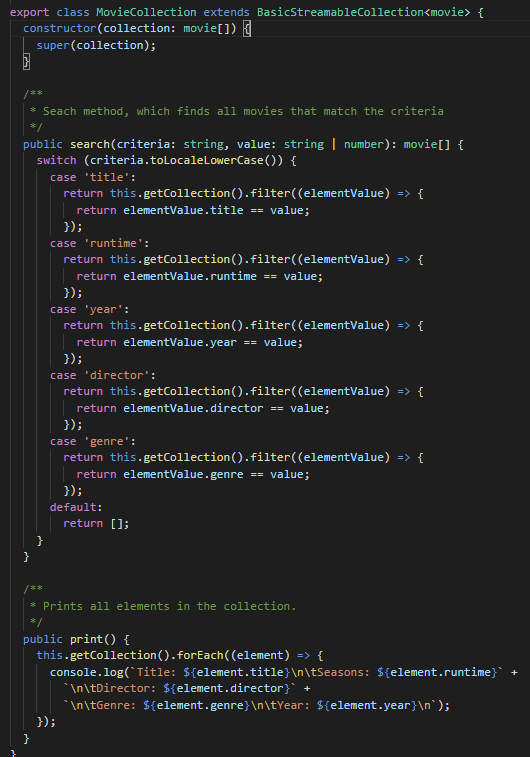 export class MovieCollection extends BasicStreamableCollection<movie> {
  constructor(collection: movie[]) {
    super(collection);
  }

  /**
   * Seach method, which finds all movies that match the criteria
   */
  public search(criteria: string, value: string | number): movie[] {
    switch (criteria.toLocaleLowerCase()) {
      case 'title':
        return this.getCollection().filter((elementValue) => {
          return elementValue.title == value;
        });
      case 'runtime':
        return this.getCollection().filter((elementValue) => {
          return elementValue.runtime == value;
        });
      case 'year':
        return this.getCollection().filter((elementValue) => {
          return elementValue.year == value;
        });
      case 'director':
        return this.getCollection().filter((elementValue) => {
          return elementValue.director == value;
        });
      case 'genre':
        return this.getCollection().filter((elementValue) => {
          return elementValue.genre == value;
        });
      default:
        return [];
    }
  }

  /**
   * Prints all elements in the collection.
   */
  public print() {
    this.getCollection().forEach((element) => {
      console.log(`Title: ${element.title}\n\tSeasons: ${element.runtime}` +
        `\n\tDirector: ${element.director}` +
        `\n\tGenre: ${element.genre}\n\tYear: ${element.year}\n`);
    });
  }
}